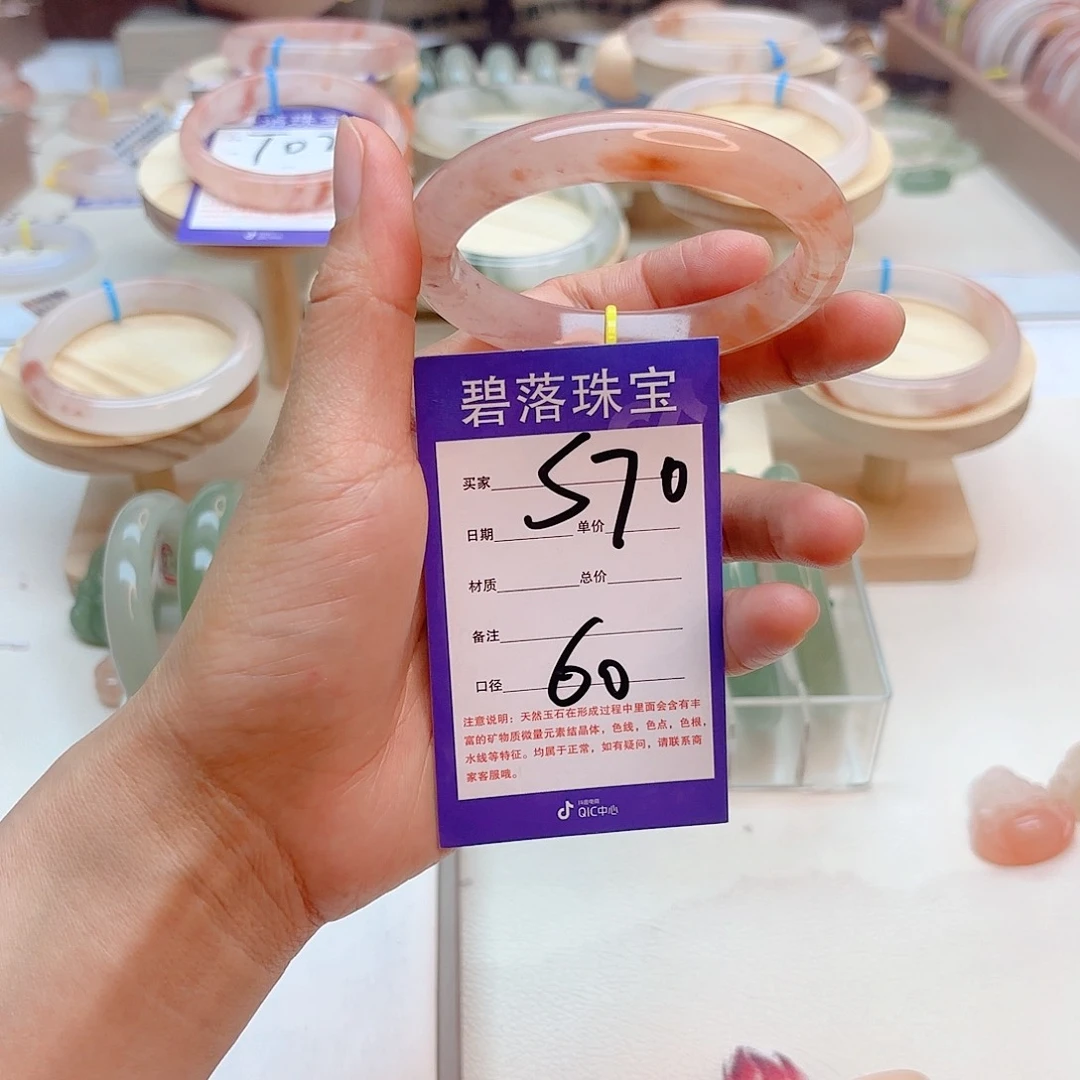 碧落珠宝
买家 570
日期 单价
材质 总价
备注
口径 60
注意说明：天然玉石在形成过程中里面会含有丰
富的矿物质微量元素结晶体，色线，色点，色根，
水线等特征。均属于正常，如有疑问，请联系商
家客服哦。
抖音电商
QIC中心